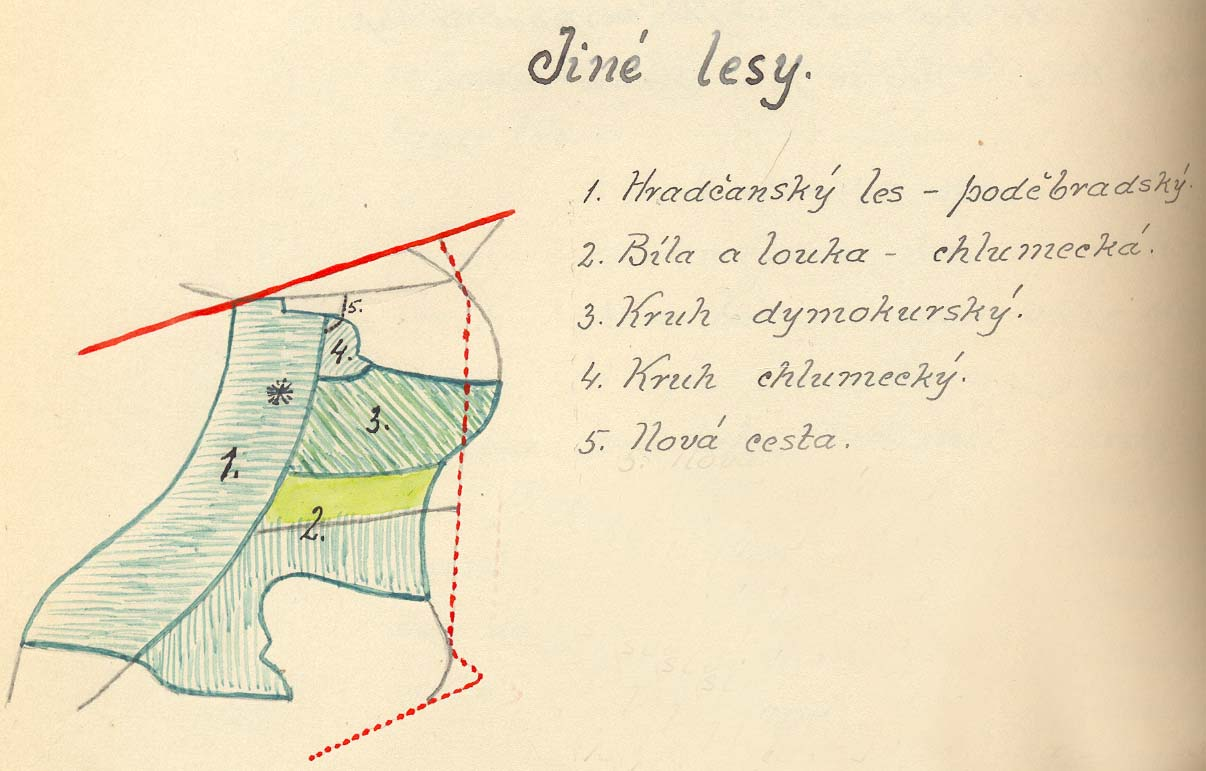 Jiné lesy.
1. Hradčanský les - poděbradský.
2. Bíla a louka - chlumecká.
3. Kruh dymokurský.
4. Kruh chlumecký.
5. Nová cesta.
5.
4.
3.
1.
2.